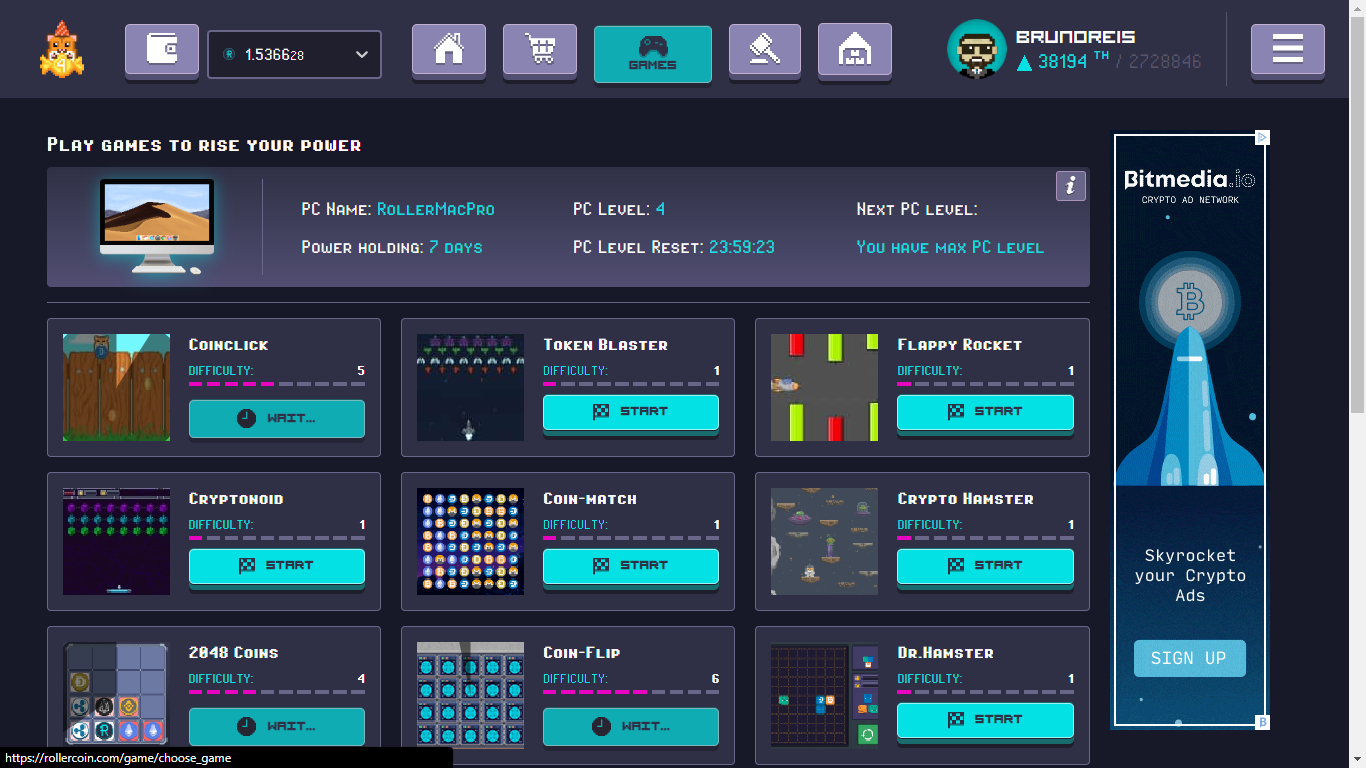 1.536628
GAMES
BRUNOREIS
38194 TH / 2728846
Play games to rise your power
PC Name: RollerMacPro
PC Level: 4
Next PC level:
Power holding: 7 days
PC Level Reset: 23:59:23
You have max PC level
i
Coinclick
DIFFICULTY: 5
WAIT...
Token Blaster
DIFFICULTY: 1
START
Flappy Rocket
DIFFICULTY: 1
START
Cryptonoid
DIFFICULTY: 1
START
Coin-match
DIFFICULTY: 1
START
Crypto Hamster
DIFFICULTY: 1
START
2048 Coins
DIFFICULTY: 4
WAIT...
Coin-Flip
DIFFICULTY: 6
WAIT...
Dr.Hamster
DIFFICULTY: 1
START
Bitmedia.io
CRYPTO AD NETWORK
Skyrocket
your Crypto
Ads
SIGN UP
https://rollercoin.com/game/choose_game